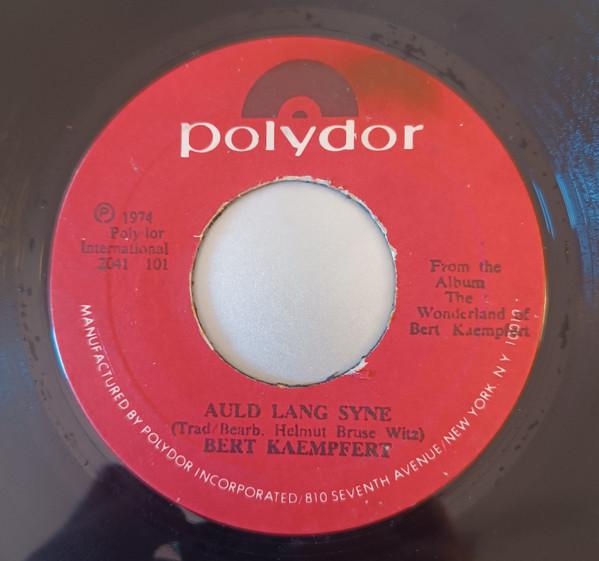 polydor
℗ 1974
Polydor
International
2041 101
From the
Album
The
Wonderland of
Bert Kaempfert
AULD LANG SYNE
(Trad/Bearb. Helmut Bruse Witz)
BERT KAEMPFERT
MANUFACTURED BY POLYDOR INCORPORATED/810 SEVENTH AVENUE/NEW YORK N Y 10019